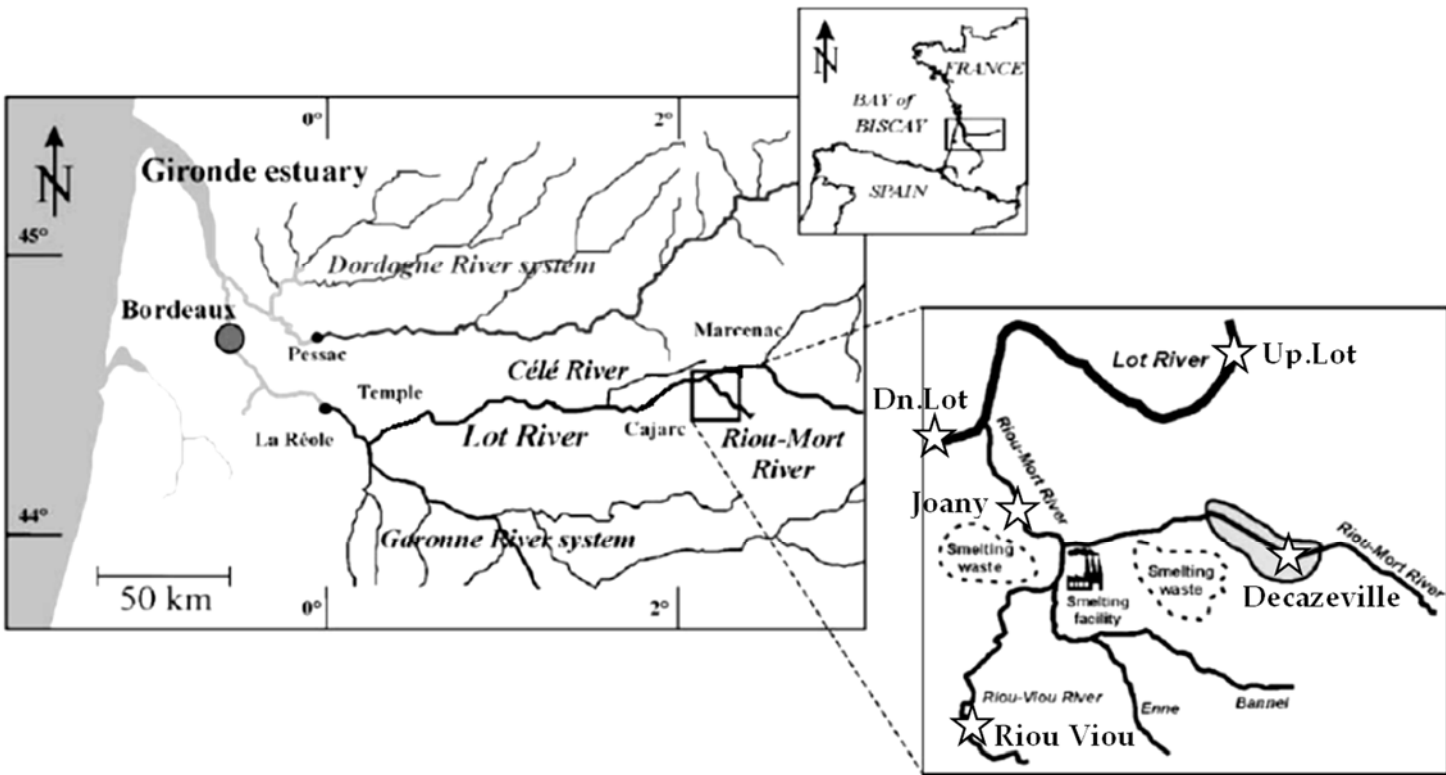 N
FRANCE
BAY of
BISCAY
SPAIN
0°
2°
N
Gironde estuary
45°
Dordogne River system
Bordeaux
Pessac
Marcenac
Célé River
Temple
La Réole
Lot River
Cajarc
Riou-Mort
River
44°
Garonne River system
50 km
0°
2°
Lot River
Up.Lot
Dn.Lot
Riou-Mort River
Joany
Smelting
waste
Smelting
facility
Smelting
waste
Riou-Mort River
Decazeville
Riou-Viou River
Enne
Bannel
Riou Viou